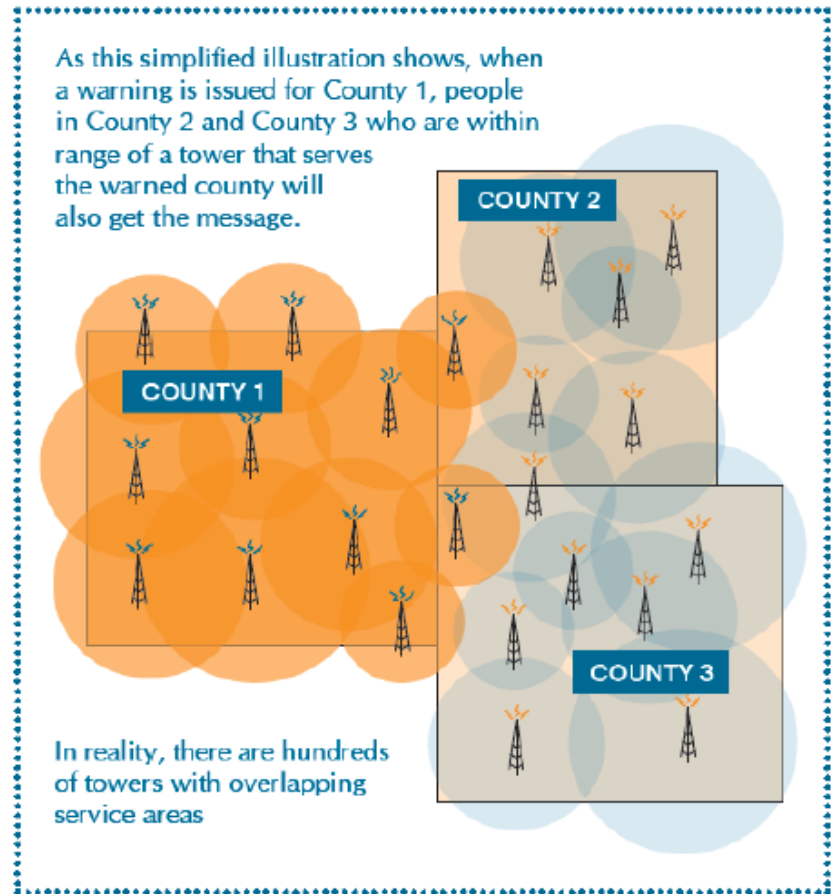 As this simplified illustration shows, when
a warning is issued for County 1, people
in County 2 and County 3 who are within
range of a tower that serves
the warned county will
also get the message.
COUNTY 2
COUNTY 1
COUNTY 3
In reality, there are hundreds
of towers with overlapping
service areas